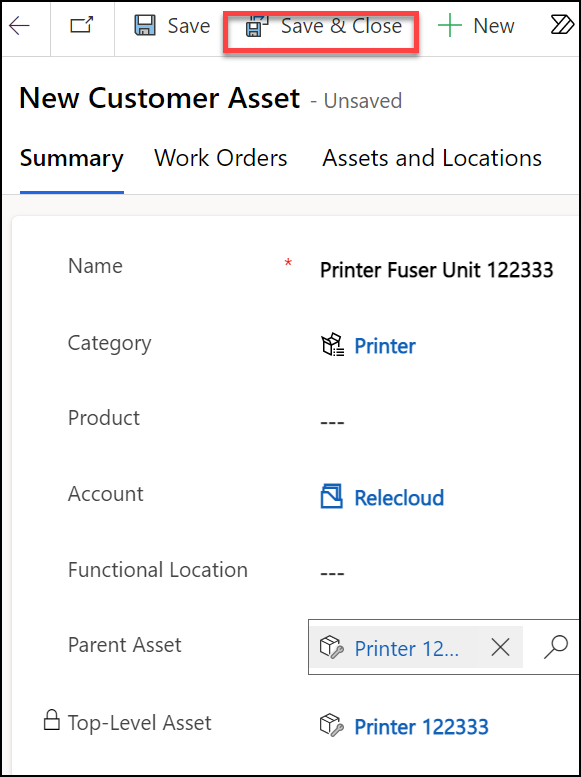 Save Save & Close New
New Customer Asset - Unsaved
Summary Work Orders Assets and Locations
Name * Printer Fuser Unit 122333
Category Printer
Product ---
Account Relecloud
Functional Location ---
Parent Asset Printer 12...
Top-Level Asset Printer 122333